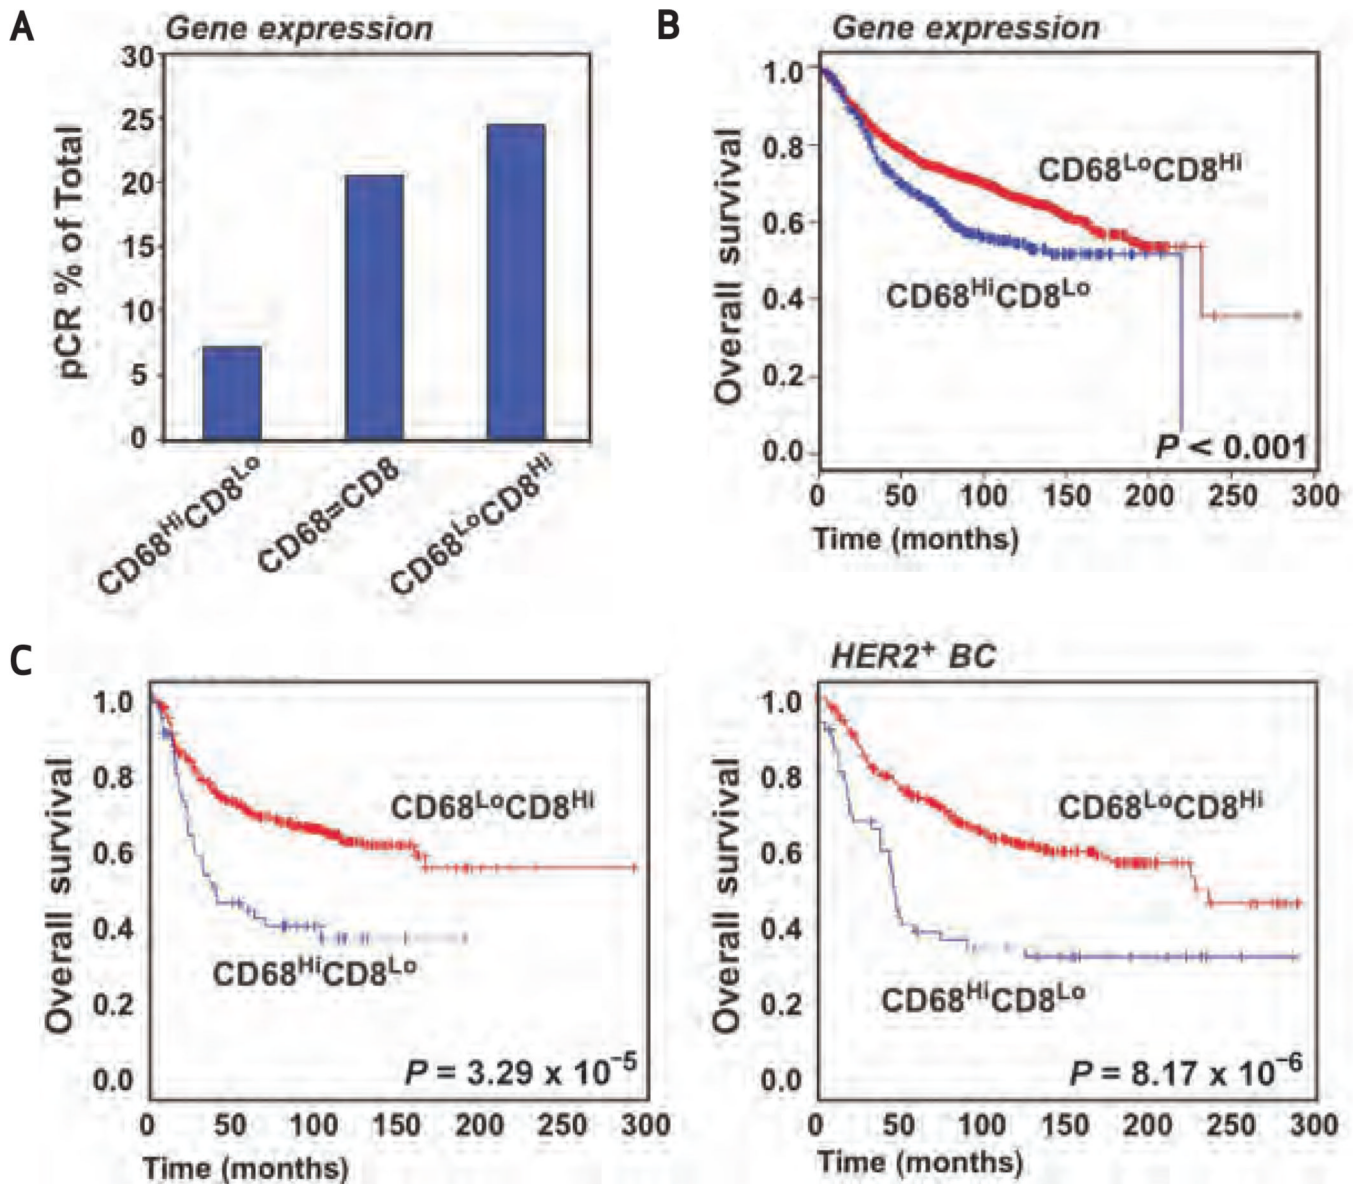 A
Gene expression
30
25
20
15
10
5
0
pCR % of Total
CD68HiCD8Lo
CD68=CD8
CD68LoCD8Hi
B
Gene expression
1.0
0.8
0.6
0.4
0.2
0.0
Overall survival
CD68LoCD8Hi
CD68HiCD8Lo
P < 0.001
0 50 100 150 200 250 300
Time (months)
C
1.0
0.8
0.6
0.4
0.2
0.0
Overall survival
CD68LoCD8Hi
CD68HiCD8Lo
P = 3.29 x 10−5
0 50 100 150 200 250 300
Time (months)
HER2+ BC
1.0
0.8
0.6
0.4
0.2
0.0
Overall survival
CD68LoCD8Hi
CD68HiCD8Lo
P = 8.17 x 10−6
0 50 100 150 200 250 300
Time (months)